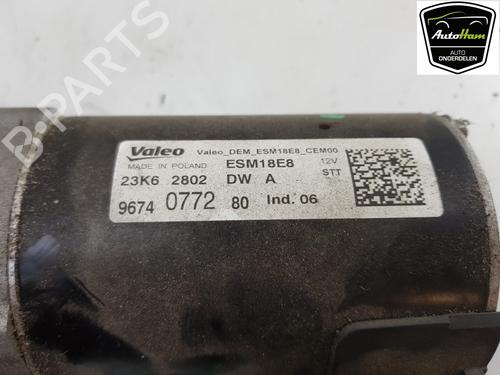 AutoHam
AUTO
ONDERDELEN
B-PARTS
Valeo Valeo_DEM_ESM18E8_CEM00
MADE IN POLAND ESM18E8 12V
STT
23K6 2802 DW A
9674 0772 80 Ind. 06